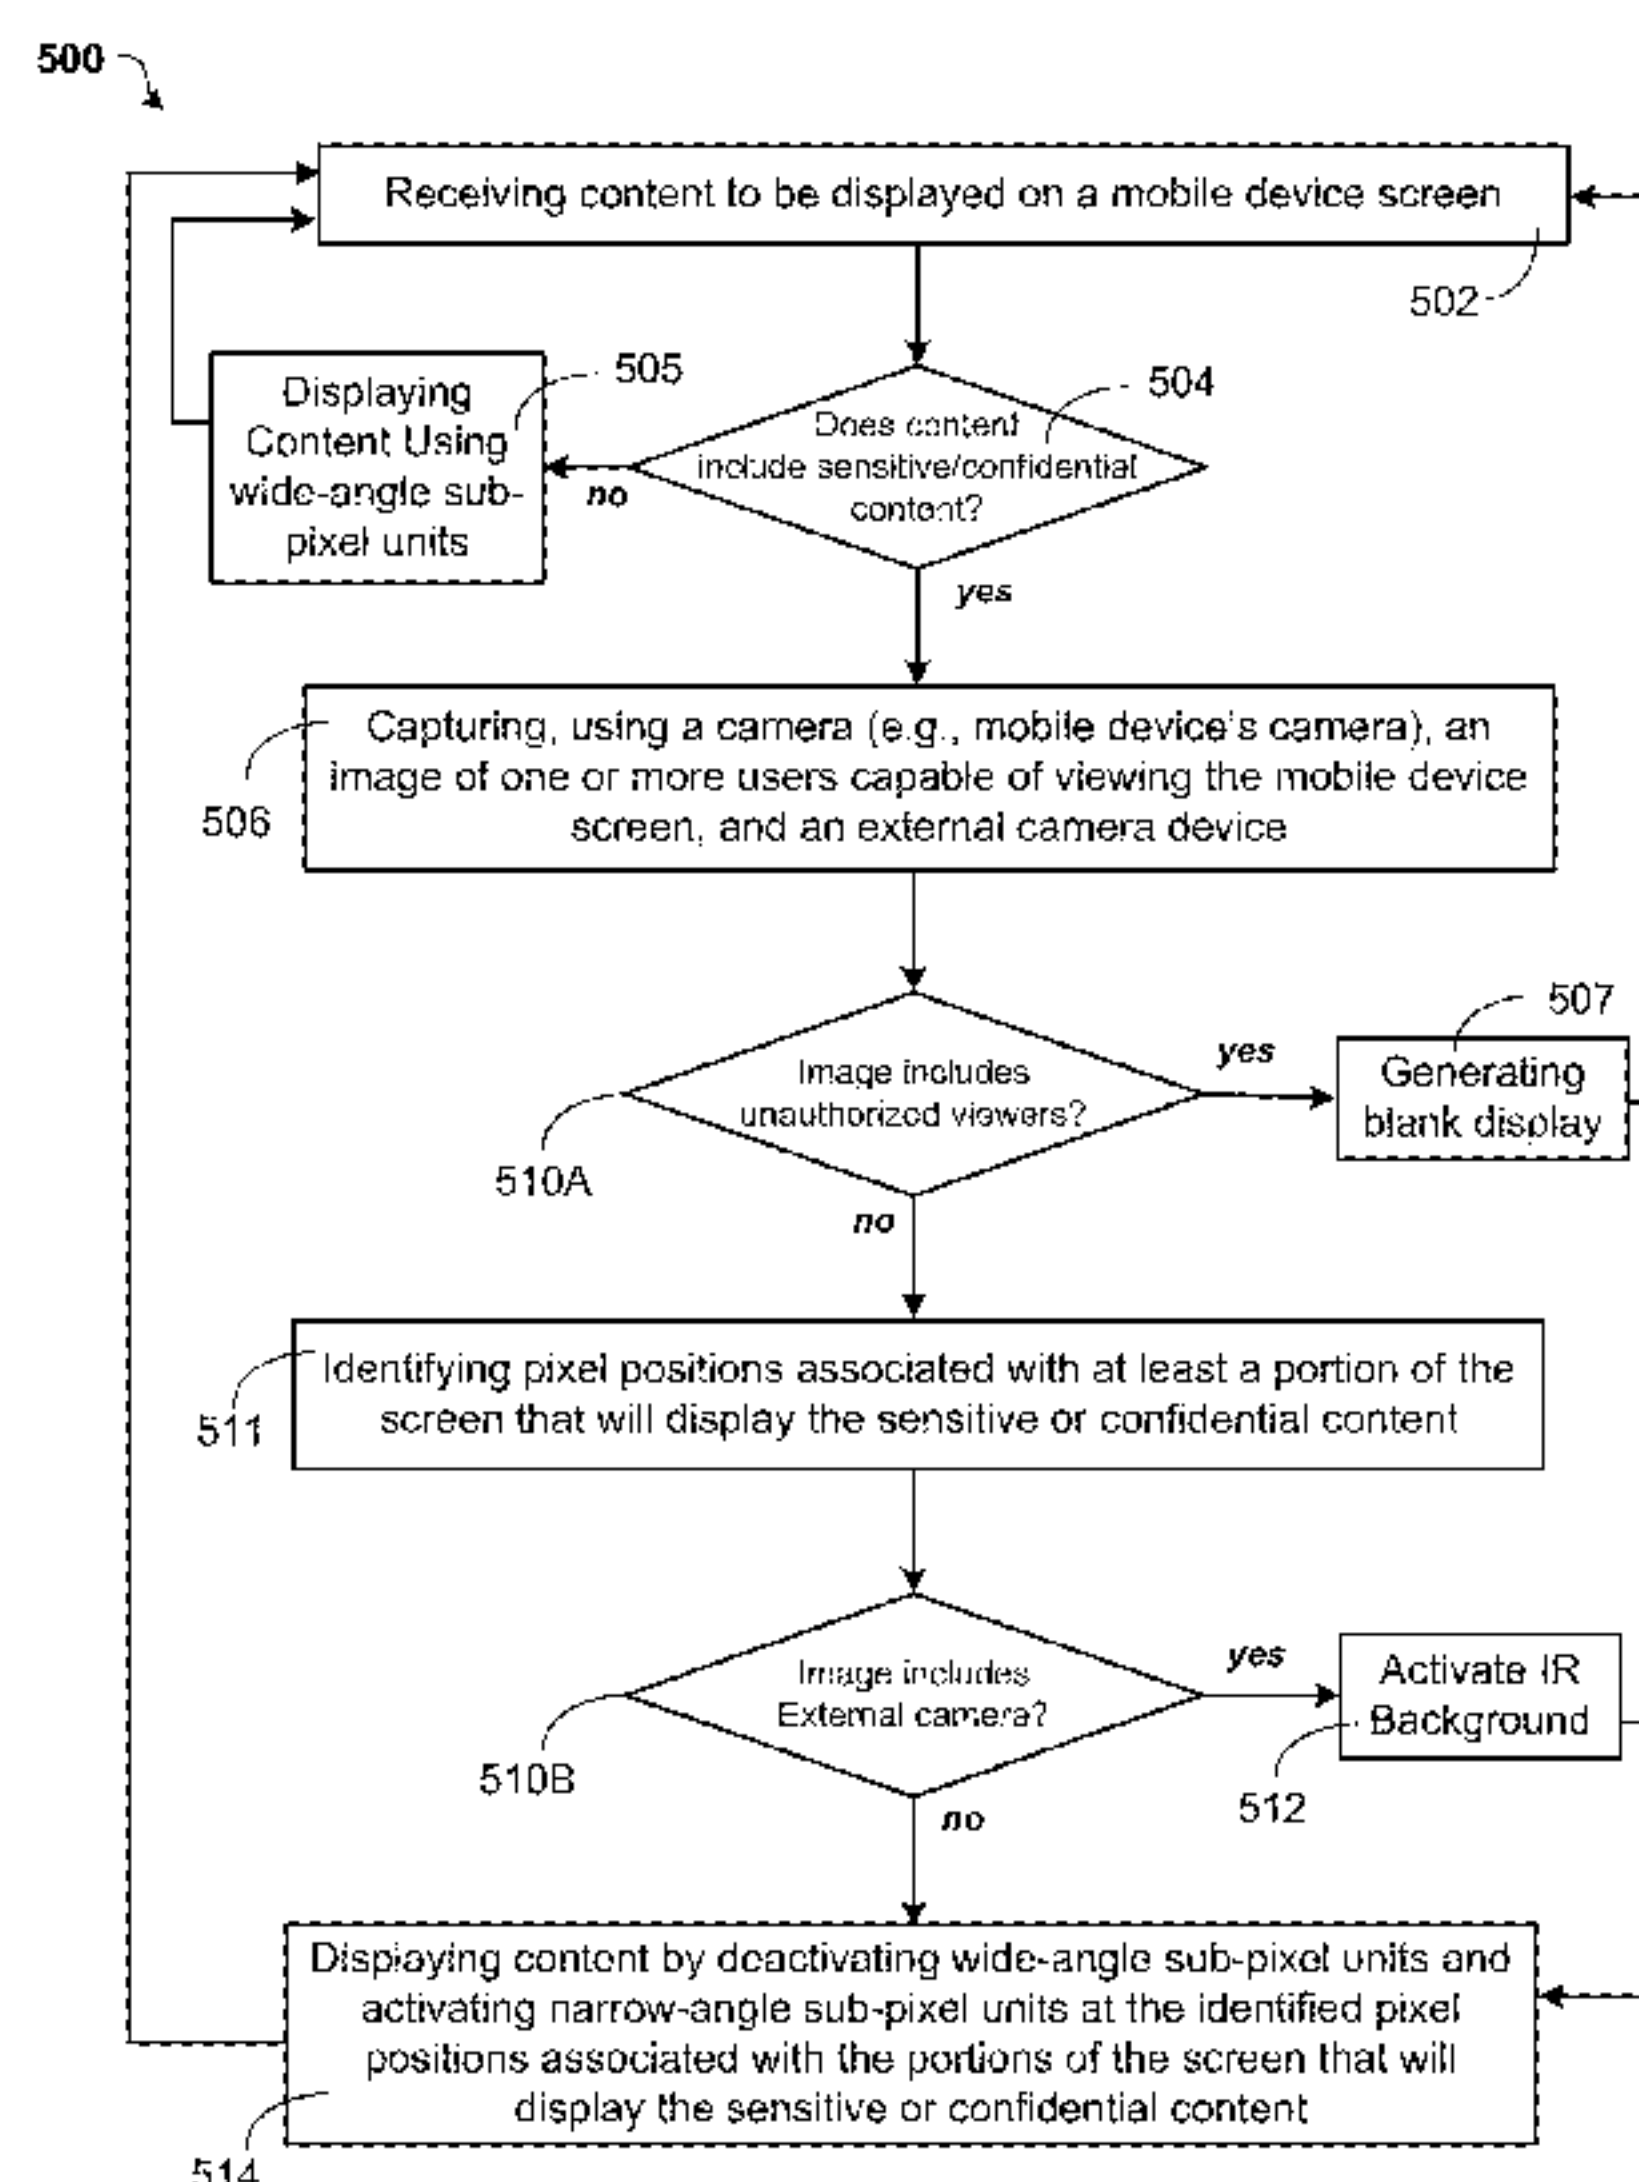 500
Receiving content to be displayed on a mobile device screen
502
Displaying
Content Using
wide-angle sub-
pixel units
505
504
Does content
include sensitive/confidential
content?
no
yes
Capturing, using a camera (e.g., mobile device's camera), an
image of one or more users capable of viewing the mobile device
screen, and an external camera device
506
507
Image includes
unauthorized viewers?
yes
Generating
blank display
510A
no
Identifying pixel positions associated with at least a portion of the
screen that will display the sensitive or confidential content
511
Image includes
External camera?
yes
Activate IR
Background
510B
512
no
Displaying content by deactivating wide-angle sub-pixel units and
activating narrow-angle sub-pixel units at the identified pixel
positions associated with the portions of the screen that will
display the sensitive or confidential content
514